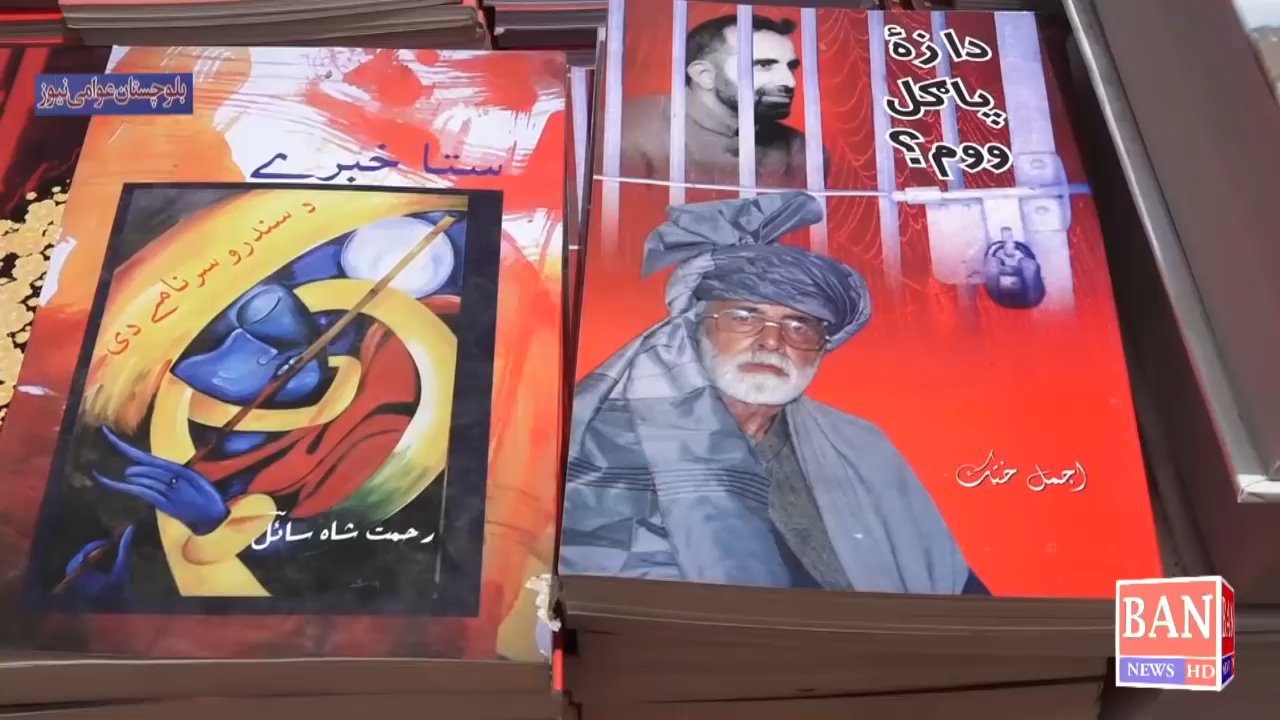 بلوچستان عوامی نیوز
ستا خبرے
د سندرو سرنامے دی
رحمت شاہ سائل
دا زۀ
پاګل
ووم؟
اجمل خټک
BAN
NEWS HD